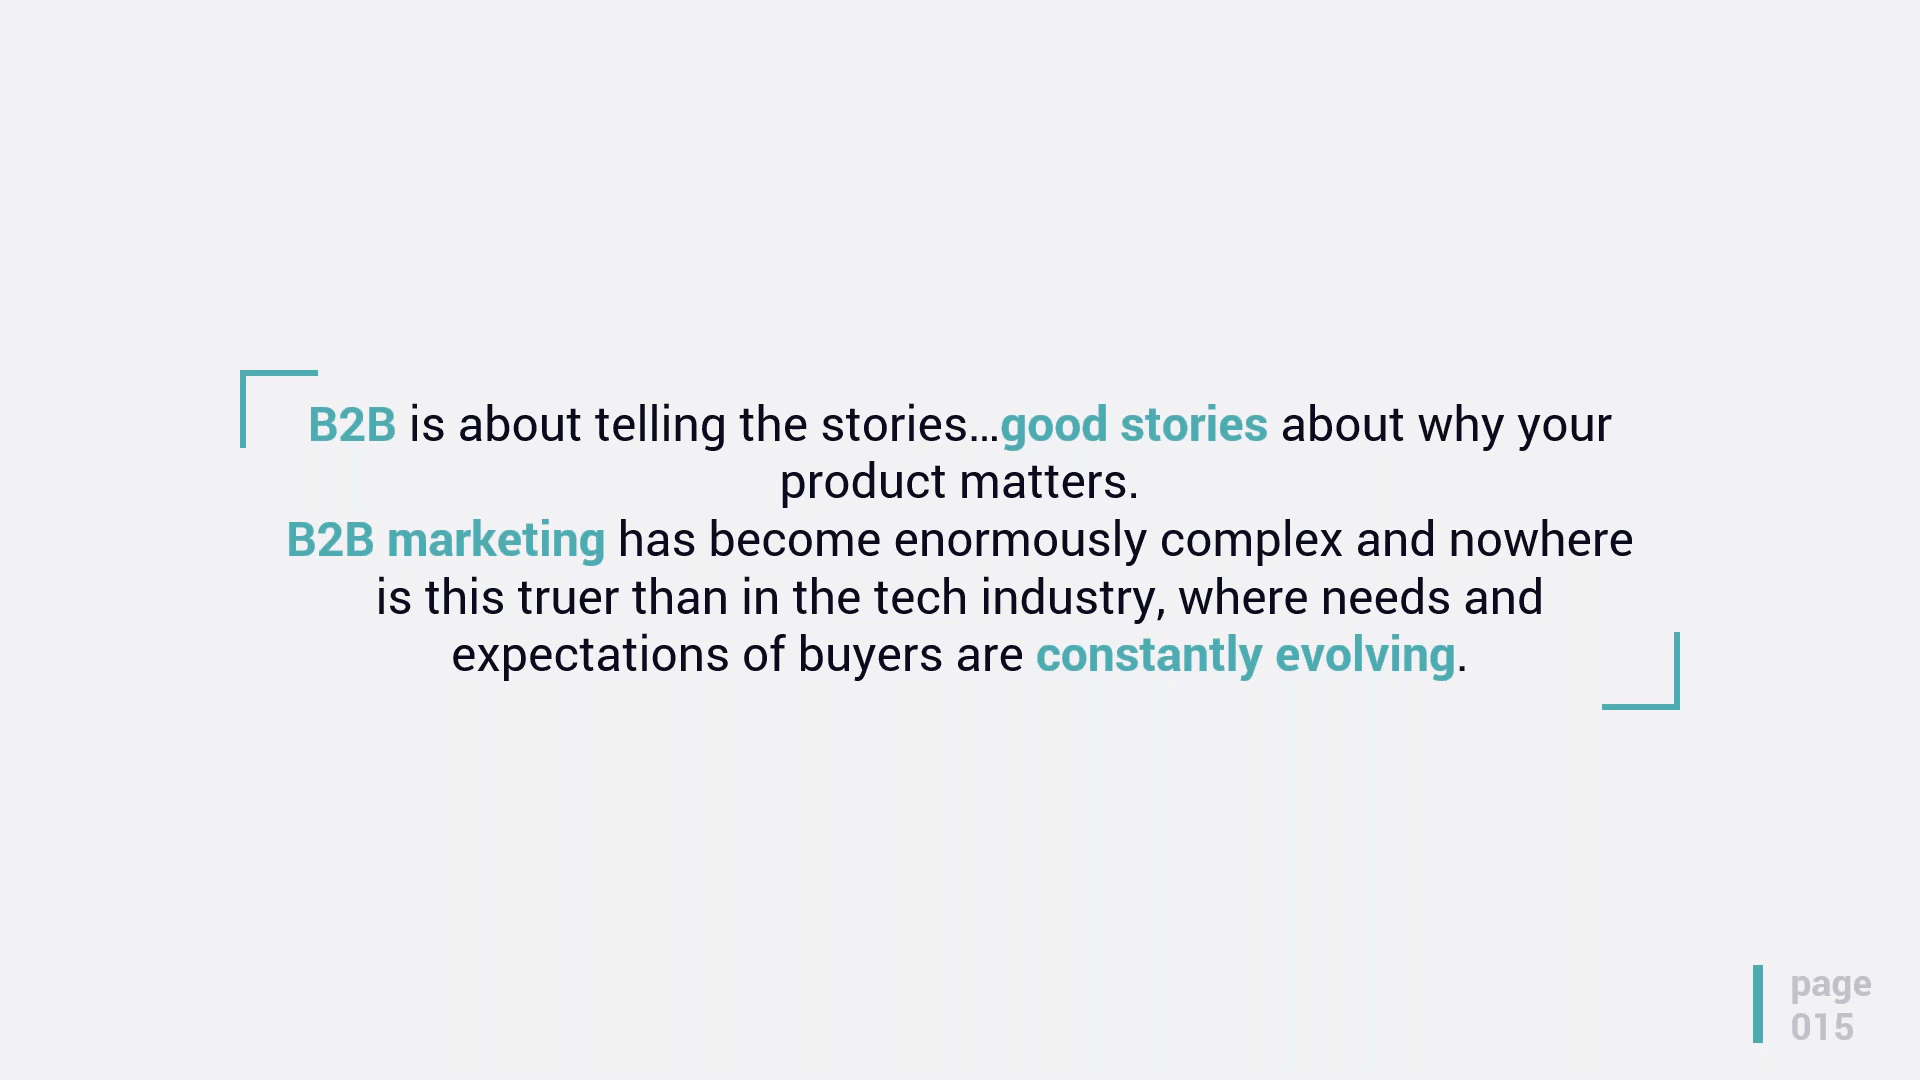 B2B is about telling the stories...good stories about why your
product matters.
B2B marketing has become enormously complex and nowhere
is this truer than in the tech industry, where needs and
expectations of buyers are constantly evolving.
page
015